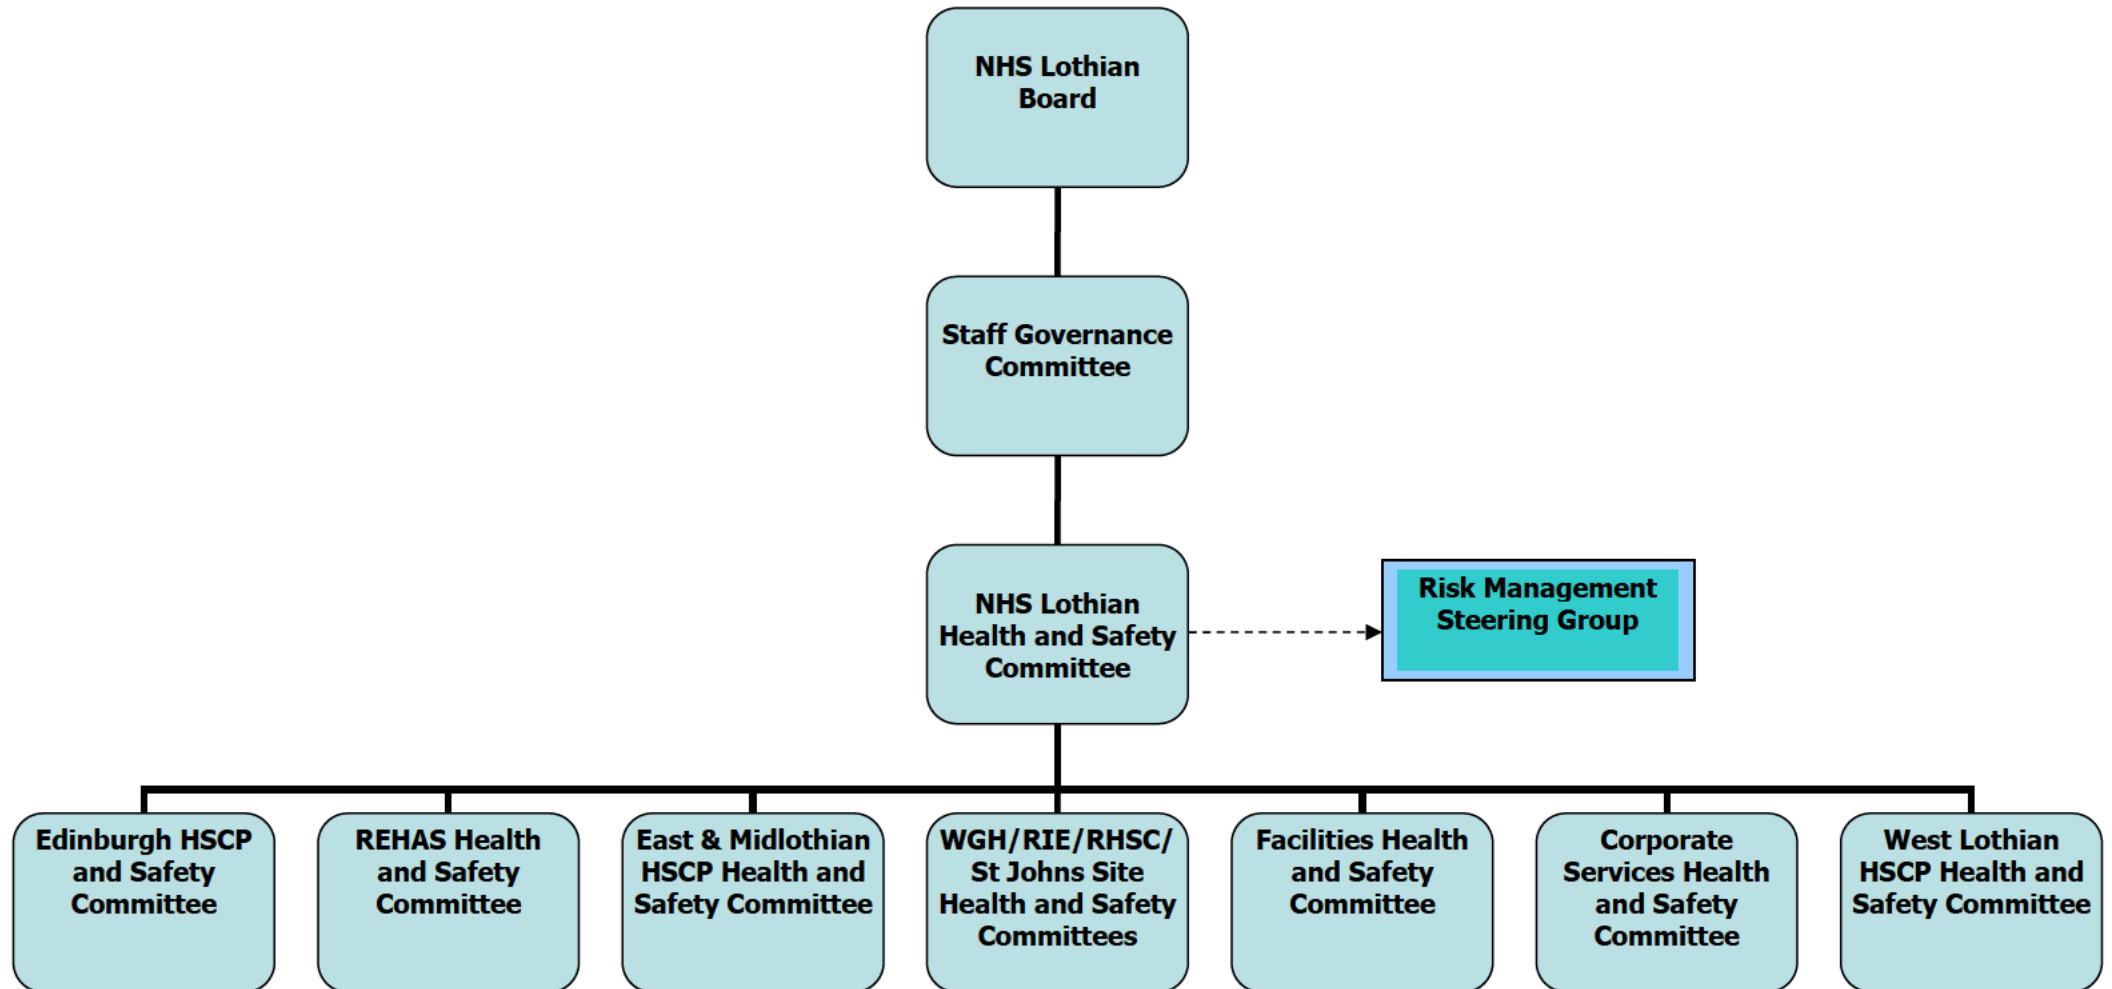 NHS Lothian
Board
Staff Governance
Committee
NHS Lothian
Health and Safety
Committee
Risk Management
Steering Group
Edinburgh HSCP
and Safety
Committee
REHAS Health
and Safety
Committee
East & Midlothian
HSCP Health and
Safety Committee
WGH/RIE/RHSC/
St Johns Site
Health and Safety
Committees
Facilities Health
and Safety
Committee
Corporate
Services Health
and Safety
Committee
West Lothian
HSCP Health and
Safety Committee